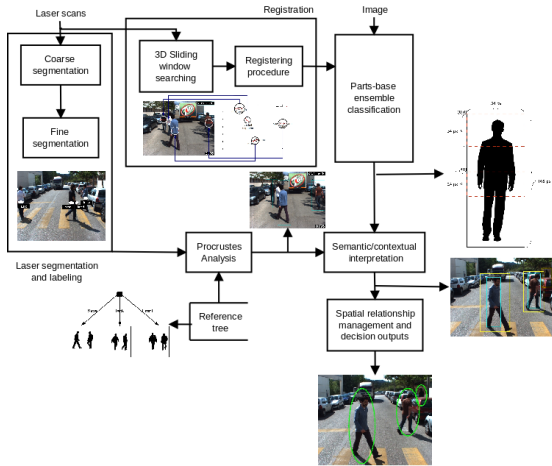 Laser scans
Registration
Image
Coarse
segmentation
3D Sliding
window
searching
Registering
procedure
Parts-base
ensemble
classification
Fine
segmentation
Procrustes
Analysis
Semantic/contextual
interpretation
Laser segmentation
and labeling
Reference
tree
Spatial relationship
management and
decision outputs